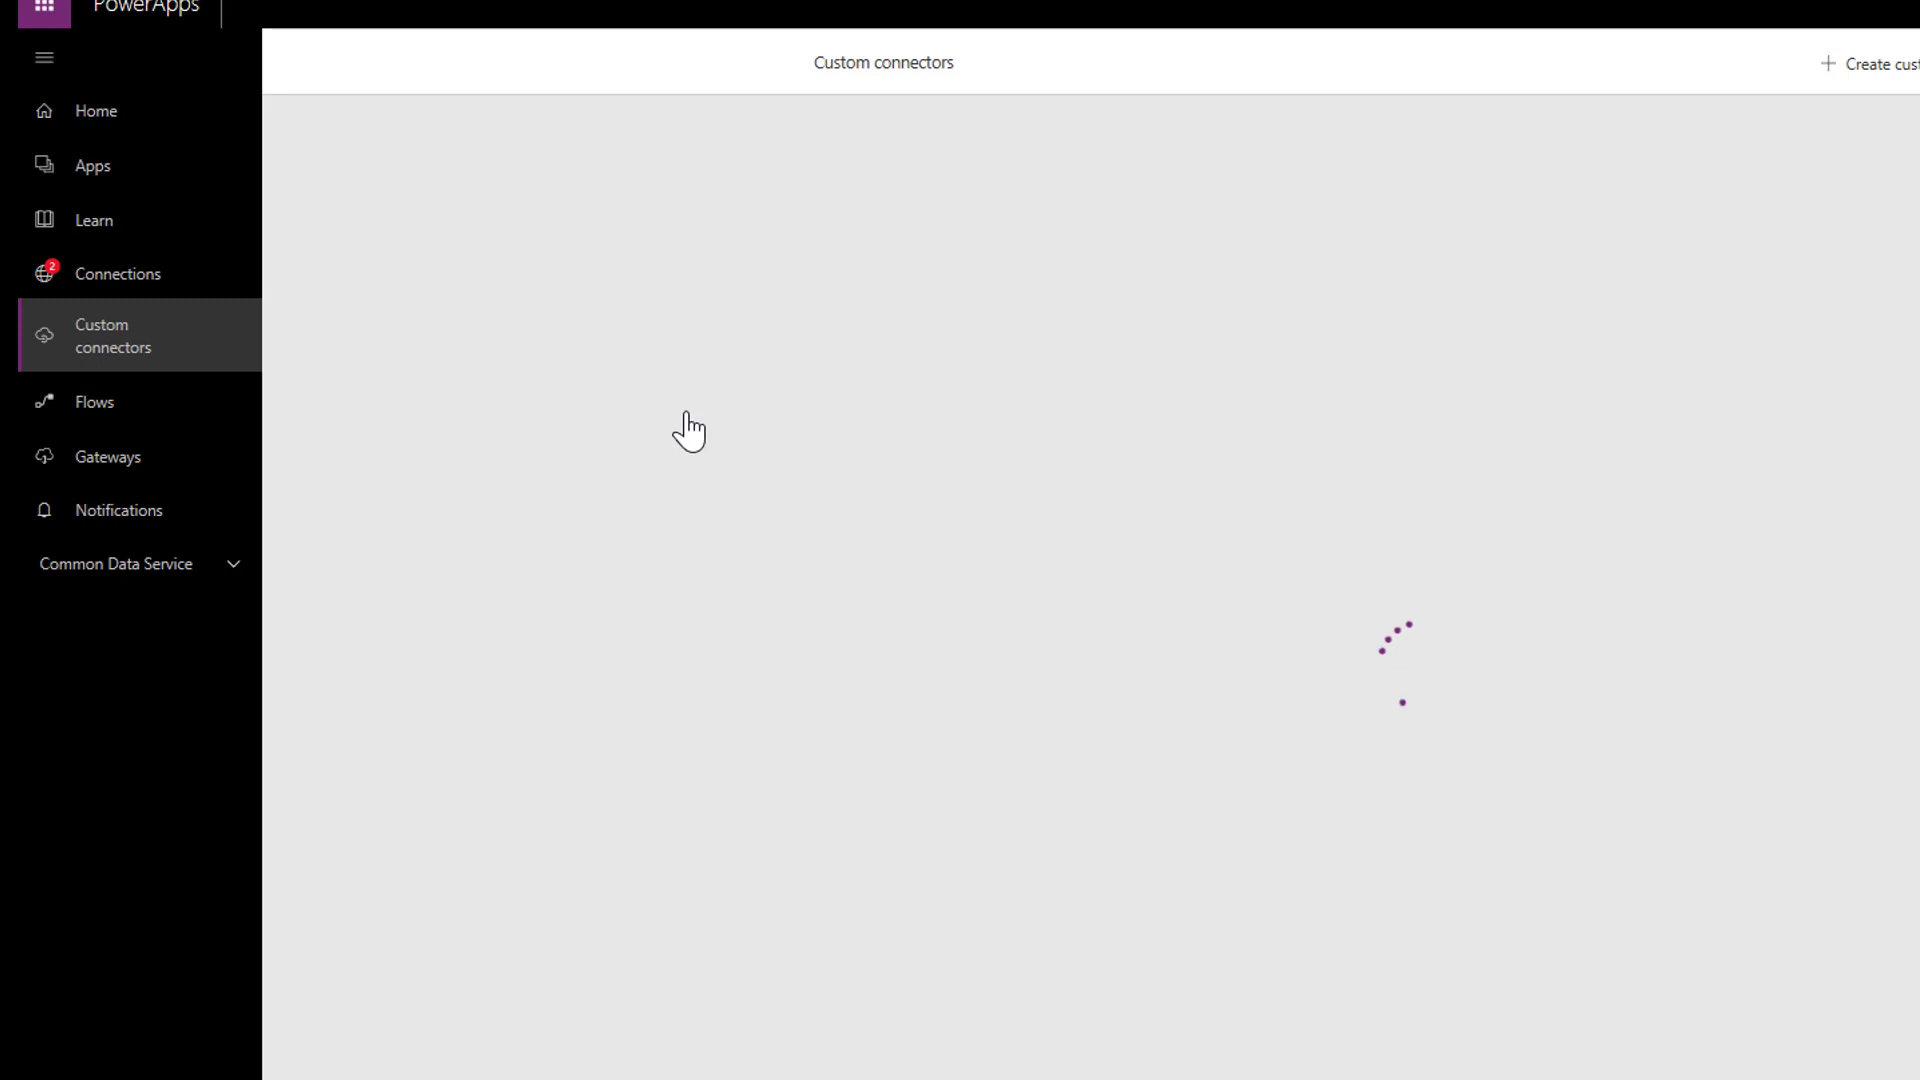 PowerApps
Custom connectors
Create cust
Home
Apps
Learn
2
Connections
Custom
connectors
Flows
Gateways
Notifications
Common Data Service